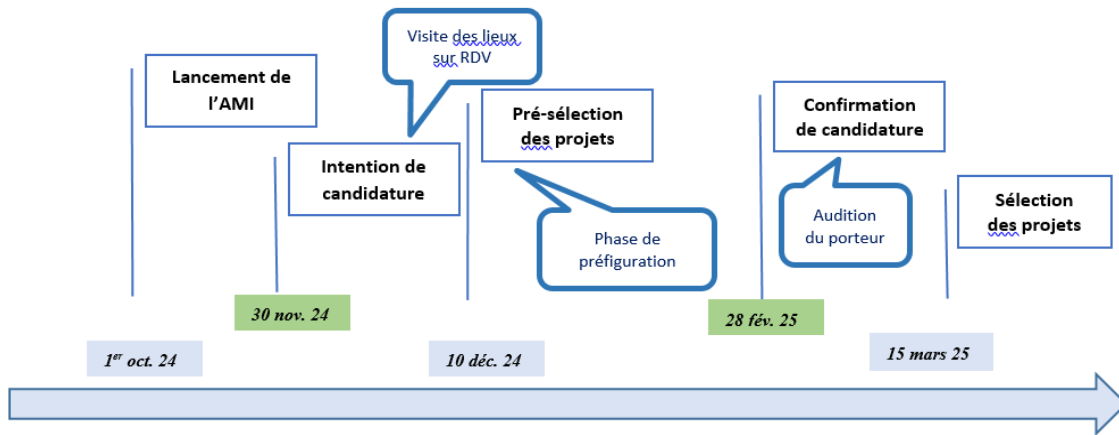 Lancement de
l'AMI
Visite des lieux
sur RDV
Intention de
candidature
Pré-sélection
des projets
Phase de
préfiguration
Confirmation
de candidature
Audition
du porteur
Sélection
des projets
1er oct. 24
30 nov. 24
10 déc. 24
28 fév. 25
15 mars 25